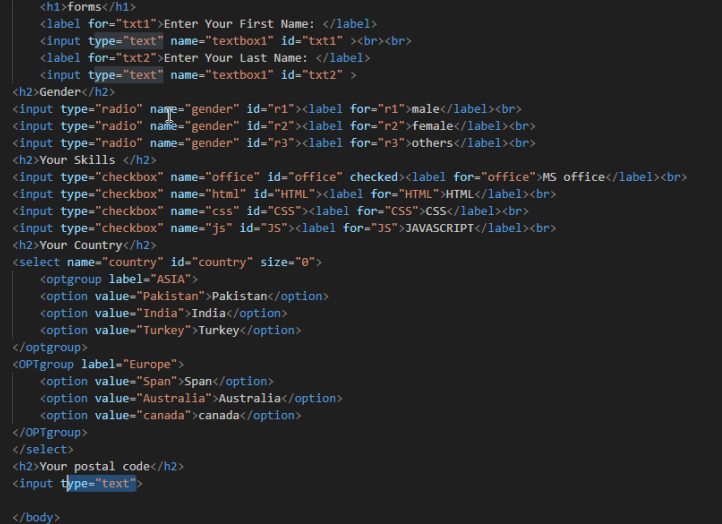 <h1>forms</h1>
<label for="txt1">Enter Your First Name: </label>
<input type="text" name="textbox1" id="txt1" ><br><br>
<label for="txt2">Enter Your Last Name: </label>
<input type="text" name="textbox1" id="txt2" >
<h2>Gender</h2>
<input type="radio" name="gender" id="r1"><label for="r1">male</label><br>
<input type="radio" name="gender" id="r2"><label for="r2">female</label><br>
<input type="radio" name="gender" id="r3"><label for="r3">others</label><br>
<h2>Your Skills </h2>
<input type="checkbox" name="office" id="office" checked><label for="office">MS office</label><br>
<input type="checkbox" name="html" id="HTML"><label for="HTML">HTML</label><br>
<input type="checkbox" name="css" id="CSS"><label for="CSS">CSS</label><br>
<input type="checkbox" name="js" id="JS"><label for="JS">JAVASCRIPT</label><br>
<h2>Your Country</h2>
<select name="country" id="country" size="0">
<optgroup label="ASIA">
<option value="Pakistan">Pakistan</option>
<option value="India">India</option>
<option value="Turkey">Turkey</option>
</optgroup>
<OPTgroup label="Europe">
<option value="Span">Span</option>
<option value="Australia">Australia</option>
<option value="canada">canada</option>
</OPTgroup>
</select>
<h2>Your postal code</h2>
<input type="text">
</body>